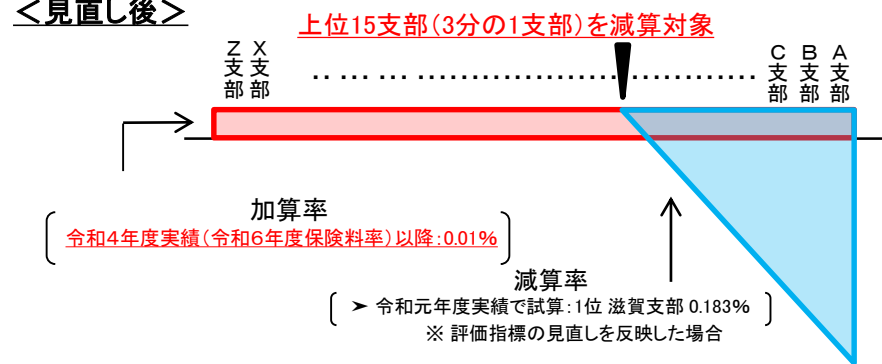 ＜見直し後＞
上位15支部（3分の1支部）を減算対象
Z支部
X支部
‥ … … ……………………………………
C支部
B支部
A支部
加算率
令和4年度実績（令和6年度保険料率）以降：0.01％
減算率
➤ 令和元年度実績で試算：1位 滋賀支部 0.183％
※ 評価指標の見直しを反映した場合